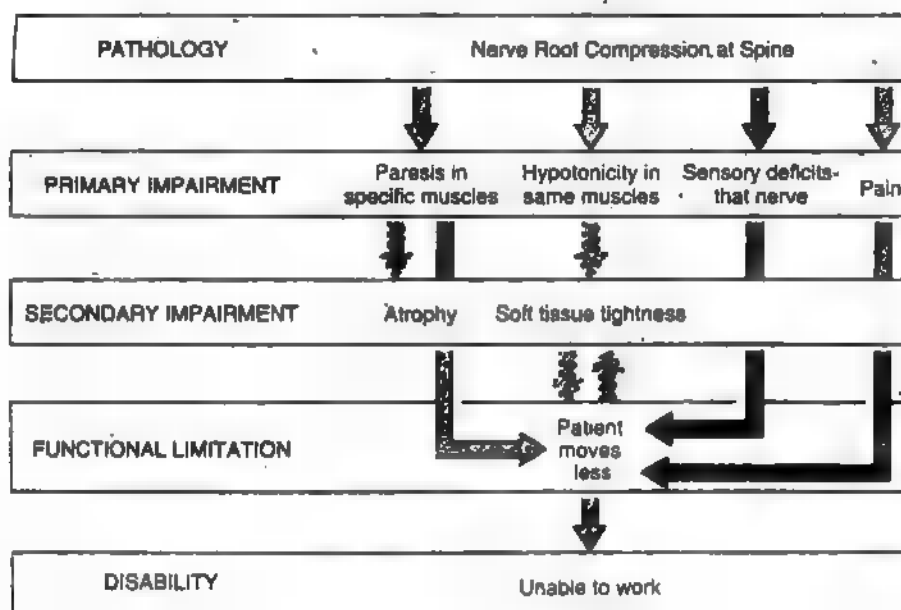 PATHOLOGY
Nerve Root Compression at Spine
PRIMARY IMPAIRMENT
Paresis in
specific muscles
Hypotonicity in
same muscles
Sensory deficits-
that nerve
Pain
SECONDARY IMPAIRMENT
Atrophy
Soft tissue tightness
FUNCTIONAL LIMITATION
Patient
moves
less
DISABILITY
Unable to work